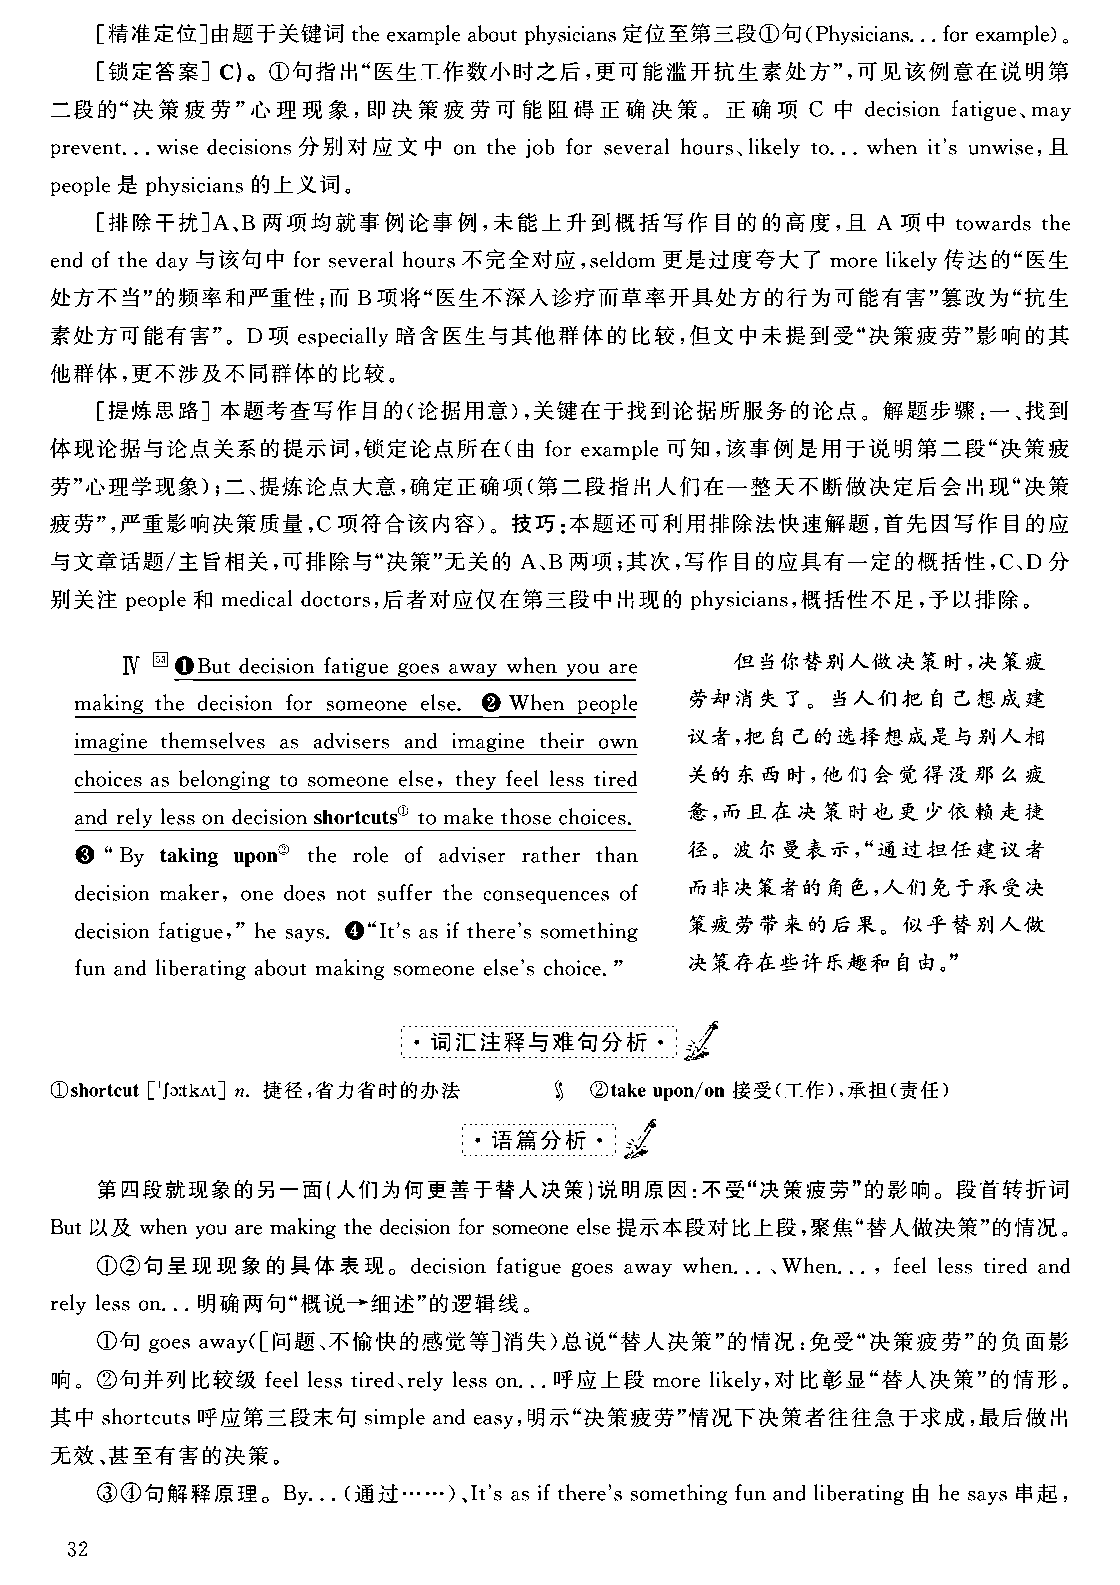 [精准定位]由题于关键词 the example about physicians 定位至第三段①句(Physicians...for example)。
[锁定答案] C)。①句指出“医生工作数小时之后,更可能滥开抗生素处方”,可见该例意在说明第
二段的“决策疲劳”心理现象,即决策疲劳可能阻碍正确决策。正确项 C 中 decision fatigue、may
prevent...wise decisions 分别对应文中 on the job for several hours、likely to... when it's unwise,且
people 是 physicians 的上义词。
[排除干扰]A、B 两项均就事例论事例,未能上升到概括写作目的的高度,且 A 项中 towards the
end of the day 与该句中 for several hours 不完全对应,seldom 更是过度夸大了 more likely 传达的“医生
处方不当”的频率和严重性;而 B 项将“医生不深入诊疗而草率开具处方的行为可能有害”篡改为“抗生
素处方可能有害”。D 项 especially 暗含医生与其他群体的比较,但文中未提到受“决策疲劳”影响的其
他群体,更不涉及不同群体的比较。
[提炼思路] 本题考查写作目的(论据用意),关键在于找到论据所服务的论点。解题步骤:一、找到
体现论据与论点关系的提示词,锁定论点所在(由 for example 可知,该事例是用于说明第二段“决策疲
劳”心理学现象);二、提炼论点大意,确定正确项(第二段指出人们在一整天不断做决定后会出现“决策
疲劳”,严重影响决策质量,C 项符合该内容)。技巧:本题还可利用排除法快速解题,首先因写作目的应
与文章话题/主旨相关,可排除与“决策”无关的 A、B 两项;其次,写作目的应具有一定的概括性,C、D 分
别关注 people 和 medical doctors,后者对应仅在第三段中出现的 physicians,概括性不足,予以排除。
Ⅳ 53 ❶But decision fatigue goes away when you are
making the decision for someone else. ❷ When people
imagine themselves as advisers and imagine their own
choices as belonging to someone else, they feel less tired
and rely less on decision shortcuts① to make those choices.
❸ “By taking upon② the role of adviser rather than
decision maker, one does not suffer the consequences of
decision fatigue,” he says. ❹“It's as if there's something
fun and liberating about making someone else's choice.”
但当你替别人做决策时,决策疲
劳却消失了。当人们把自己想成建
议者,把自己的选择想成是与别人相
关的东西时,他们会觉得没那么疲
惫,而且在决策时也更少依赖走捷
径。波尔曼表示,“通过担任建议者
而非决策者的角色,人们免于承受决
策疲劳带来的后果。似乎替别人做
决策存在些许乐趣和自由。”
·词汇注释与难句分析·
①shortcut [ˈʃɔːtkʌt] n. 捷径,省力省时的办法
②take upon/on 接受(工作),承担(责任)
·语篇分析·
第四段就现象的另一面(人们为何更善于替人决策)说明原因:不受“决策疲劳”的影响。段首转折词
But 以及 when you are making the decision for someone else 提示本段对比上段,聚焦“替人做决策”的情况。
①②句呈现现象的具体表现。decision fatigue goes away when...、When..., feel less tired and
rely less on...明确两句“概说→细述”的逻辑线。
①句 goes away([问题、不愉快的感觉等]消失)总说“替人决策”的情况:免受“决策疲劳”的负面影
响。②句并列比较级 feel less tired、rely less on...呼应上段 more likely,对比彰显“替人决策”的情形。
其中 shortcuts 呼应第三段末句 simple and easy,明示“决策疲劳”情况下决策者往往急于求成,最后做出
无效、甚至有害的决策。
③④句解释原理。By...(通过……)、It's as if there's something fun and liberating 由 he says 串起,
32